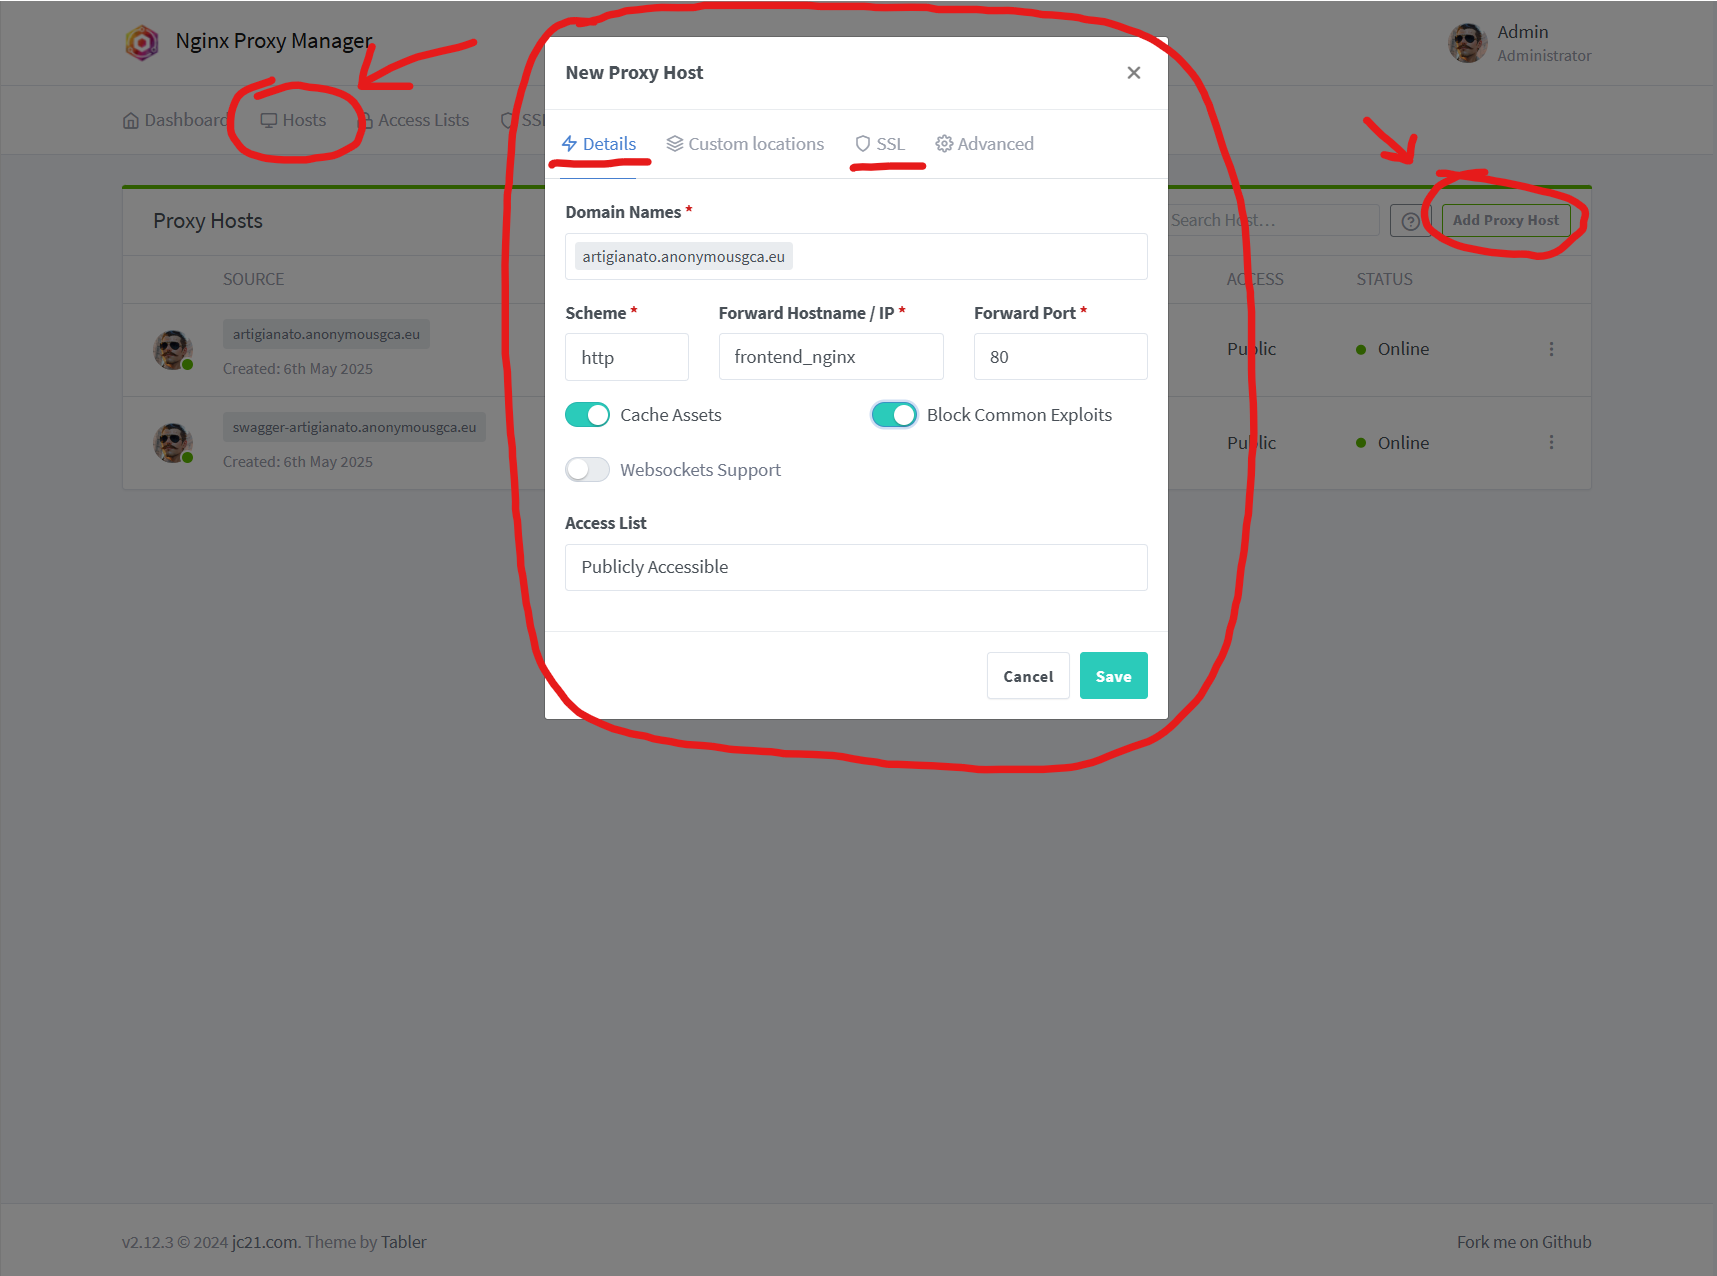 Nginx Proxy Manager
Admin
Administrator
Dashboard
Hosts
Access Lists
SSL
New Proxy Host
Details
Custom locations
SSL
Advanced
Proxy Hosts
Search Host...
Add Proxy Host
SOURCE
ACCESS
STATUS
artigianato.anonymousgca.eu
Created: 6th May 2025
Public
Online
swagger-artigianato.anonymousgca.eu
Created: 6th May 2025
Public
Online
Domain Names *
artigianato.anonymousgca.eu
Scheme *
Forward Hostname / IP *
Forward Port *
http
frontend_nginx
80
Cache Assets
Block Common Exploits
Websockets Support
Access List
Publicly Accessible
Cancel
Save
v2.12.3 © 2024 jc21.com. Theme by Tabler
Fork me on Github